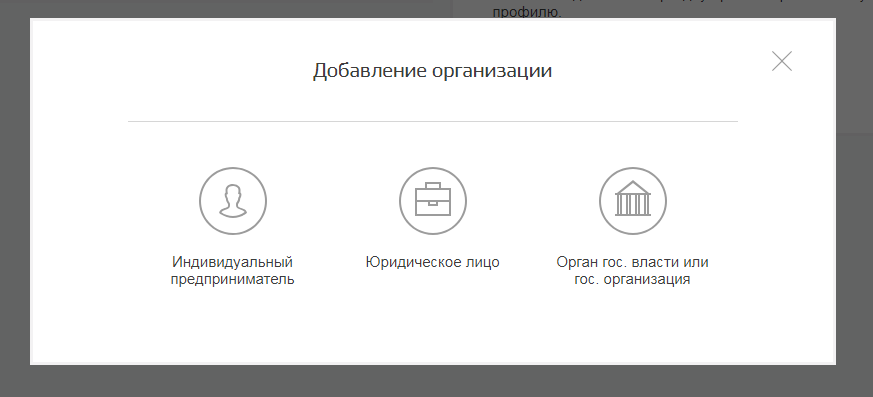 профилю.
Добавление организации
Индивидуальный
предприниматель
Юридическое лицо
Орган гос. власти или
гос. организация